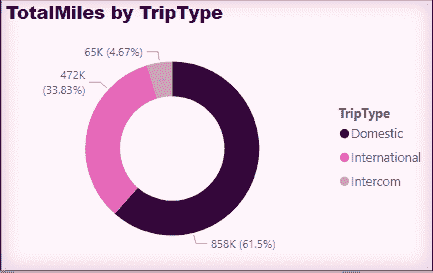 TotalMiles by TripType
65K (4.67%)
472K
(33.83%)
TripType
Domestic
International
Intercom
858K (61.5%)